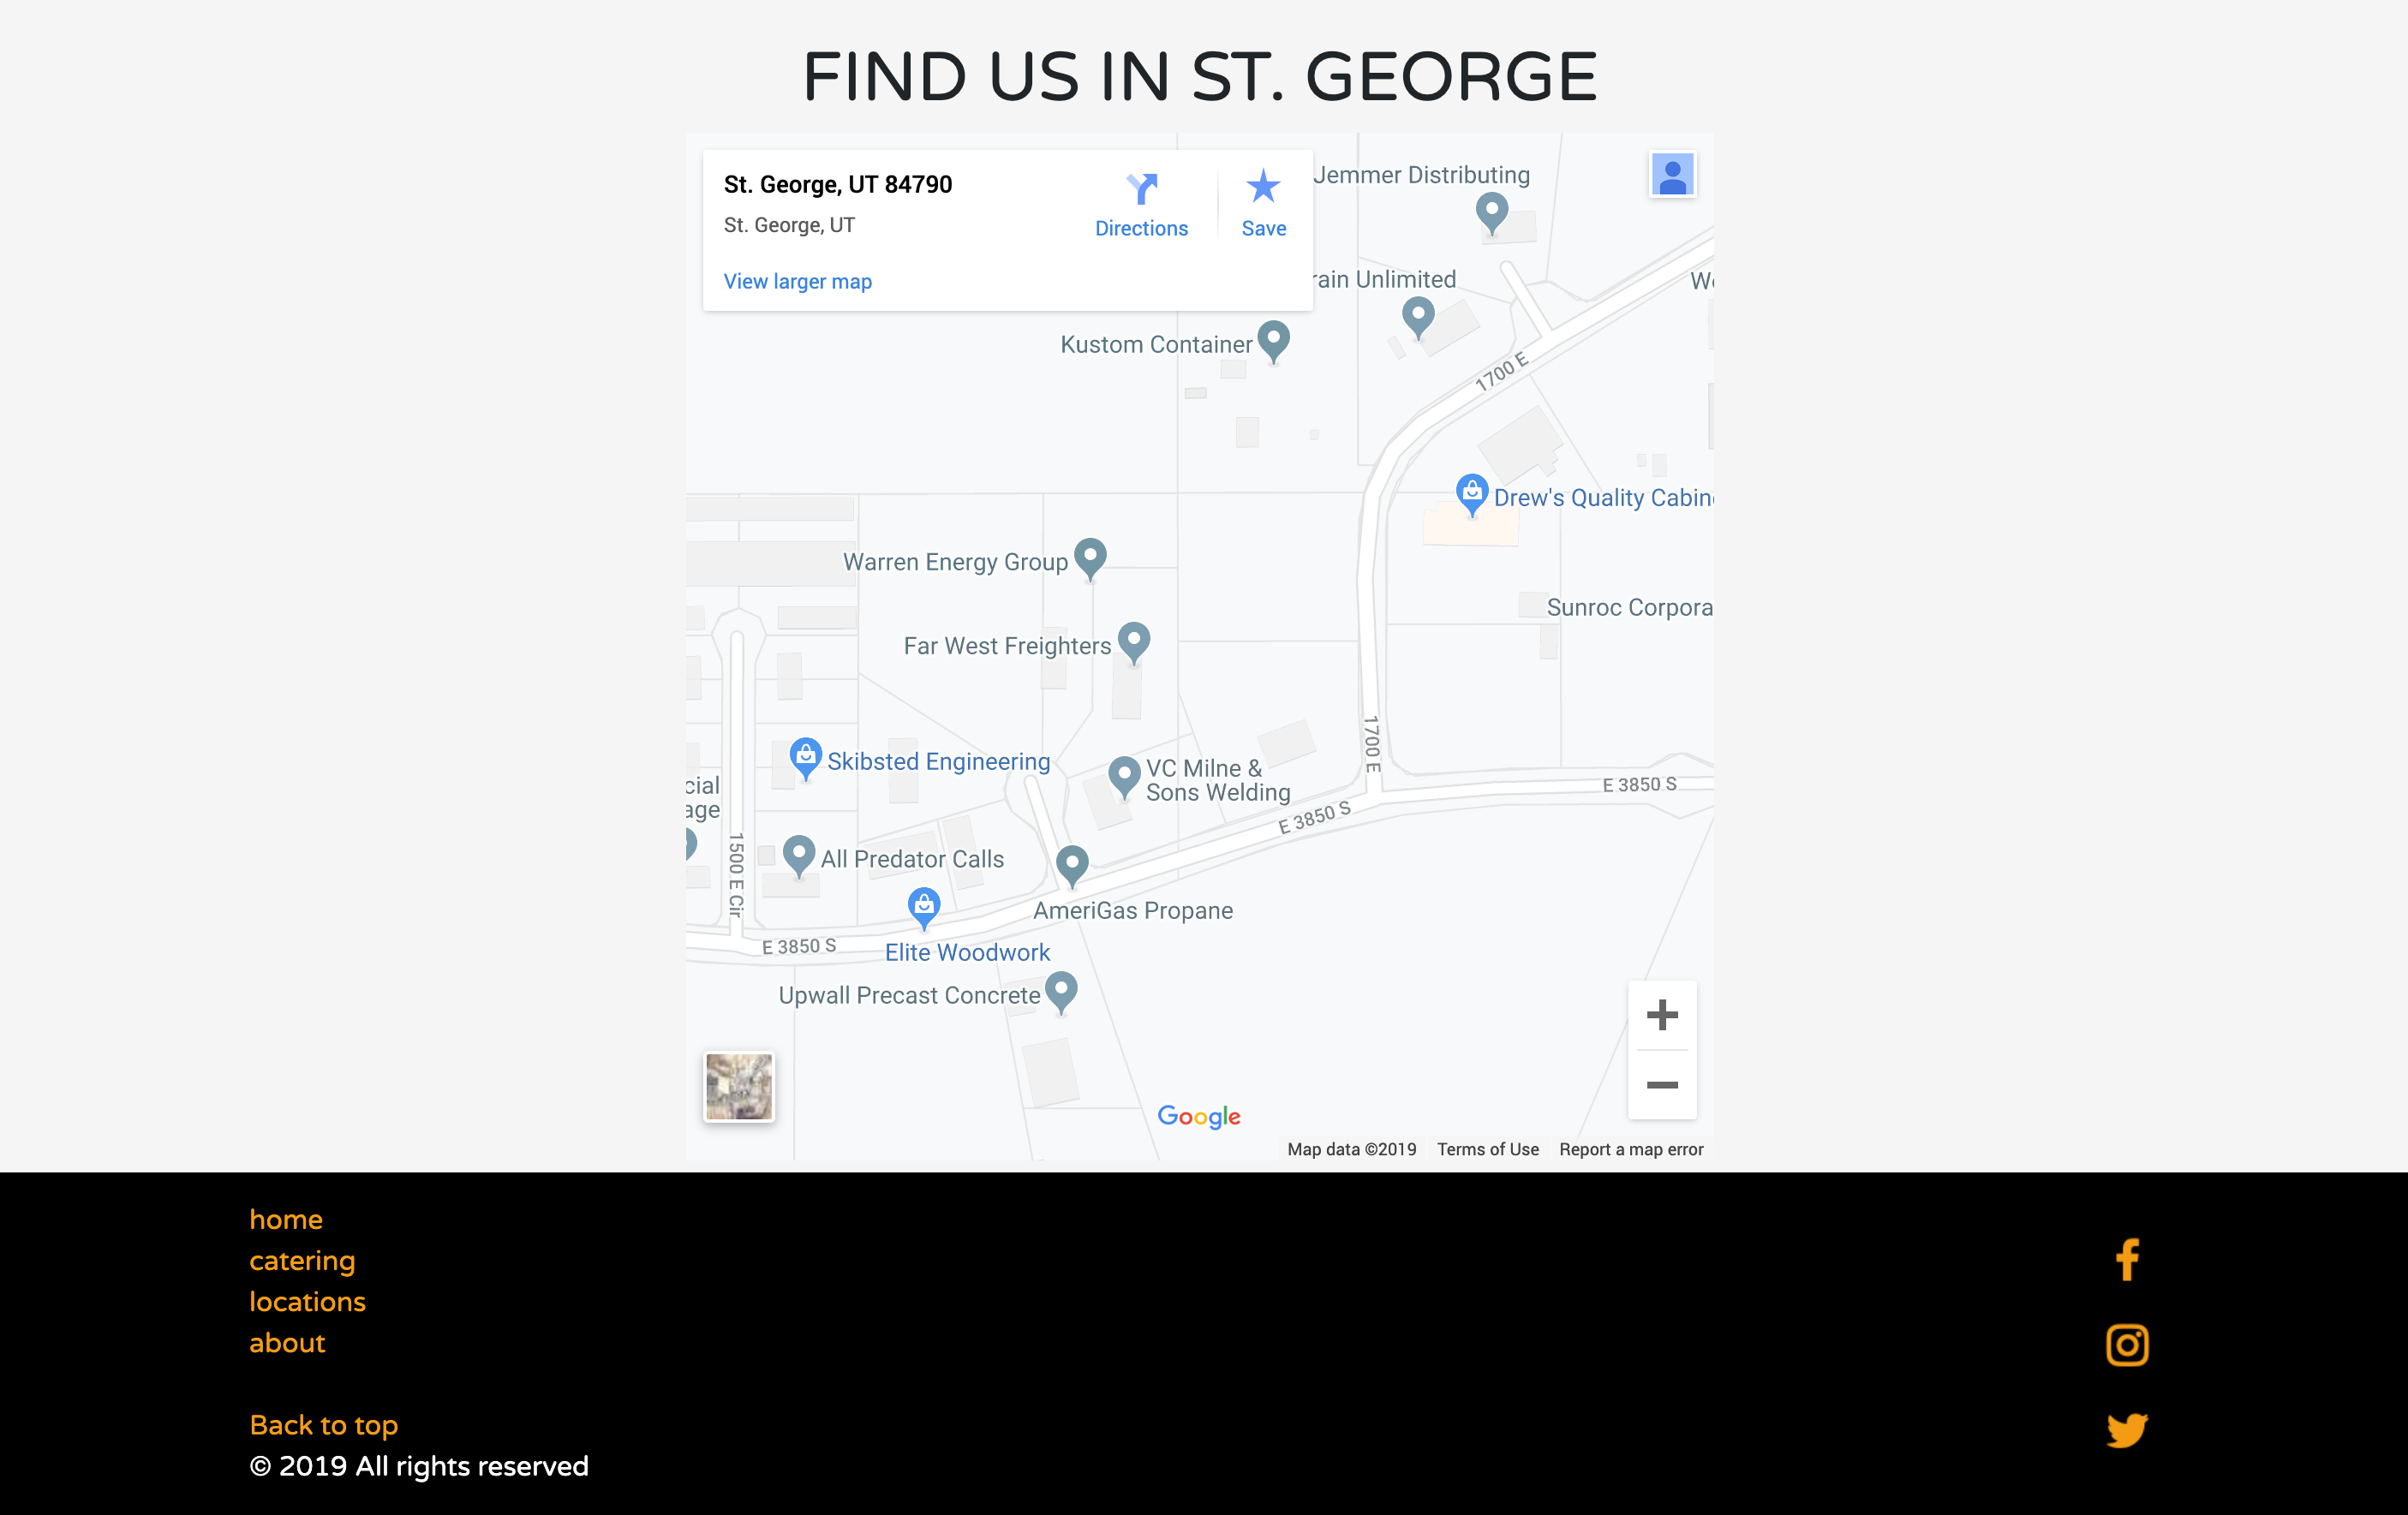 FIND US IN ST. GEORGE
St. George, UT 84790
St. George, UT
View larger map
Directions
Save
Jemmer Distributing
rain Unlimited
Kustom Container
1700 E
Drew's Quality Cabin
Warren Energy Group
Sunroc Corpora
Far West Freighters
1700 E
Skibsted Engineering
VC Milne &
Sons Welding
E 3850 S
E 3850 S
cial
age
1500 E Cir
All Predator Calls
AmeriGas Propane
E 3850 S
Elite Woodwork
Upwall Precast Concrete
Google
Map data ©2019
Terms of Use
Report a map error
home
catering
locations
about
Back to top
© 2019 All rights reserved